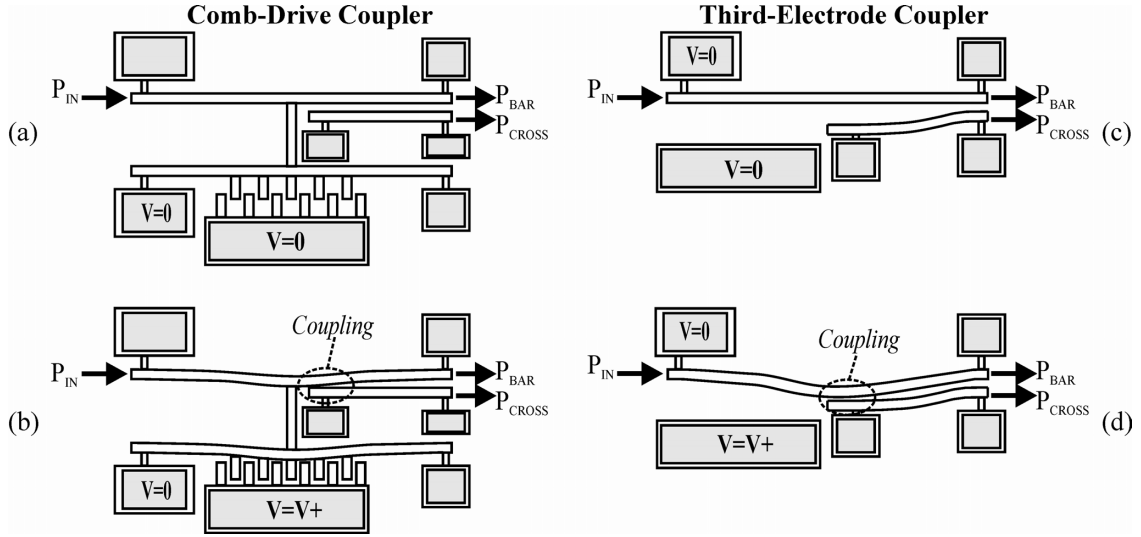 Comb-Drive Coupler
Third-Electrode Coupler
P_IN
P_BAR
P_CROSS
(a)
V=0
V=0
V=0
P_IN
P_BAR
P_CROSS
(c)
V=0
Coupling
P_IN
P_BAR
P_CROSS
(b)
V=0
V=V+
V=0
Coupling
P_IN
P_BAR
P_CROSS
(d)
V=V+